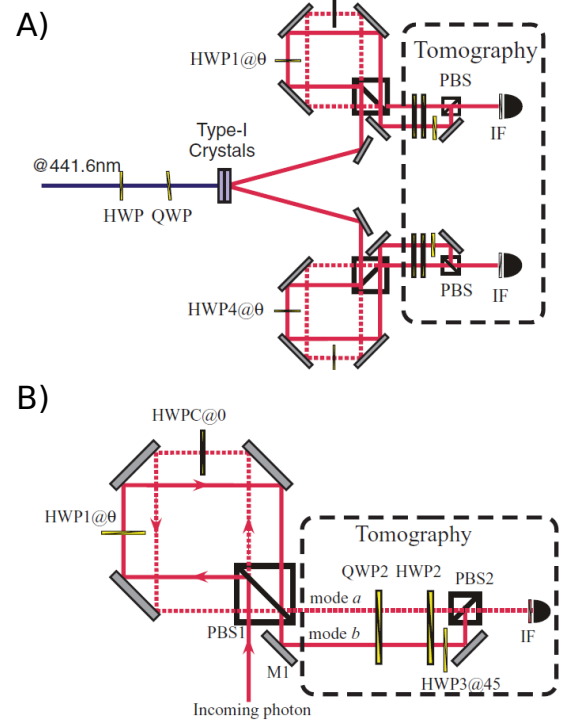 A)
HWP1@θ
Tomography
PBS
IF
Type-I
Crystals
@441.6nm
HWP
QWP
HWP4@θ
PBS
IF
B)
HWPC@0
HWP1@θ
Tomography
QWP2
HWP2
PBS2
mode a
PBS1
mode b
IF
M1
HWP3@45
Incoming photon